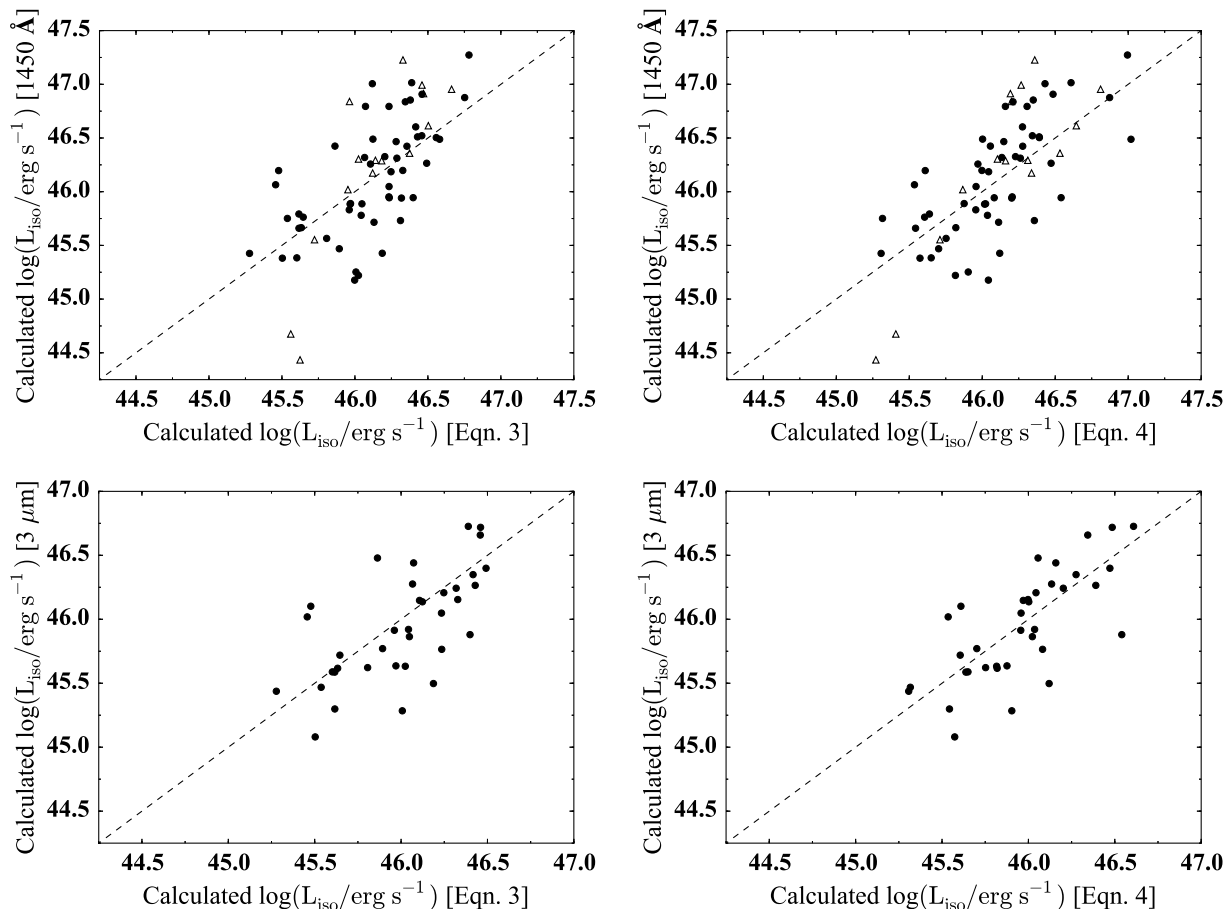 47.5
47.0
46.5
46.0
45.5
45.0
44.5
Calculated log(L_iso/erg s⁻¹) [1450 Å]
44.5 45.0 45.5 46.0 46.5 47.0 47.5
Calculated log(L_iso/erg s⁻¹) [Eqn. 3]
47.5
47.0
46.5
46.0
45.5
45.0
44.5
Calculated log(L_iso/erg s⁻¹) [1450 Å]
44.5 45.0 45.5 46.0 46.5 47.0 47.5
Calculated log(L_iso/erg s⁻¹) [Eqn. 4]
47.0
46.5
46.0
45.5
45.0
44.5
Calculated log(L_iso/erg s⁻¹) [3 μm]
44.5 45.0 45.5 46.0 46.5 47.0
Calculated log(L_iso/erg s⁻¹) [Eqn. 3]
47.0
46.5
46.0
45.5
45.0
44.5
Calculated log(L_iso/erg s⁻¹) [3 μm]
44.5 45.0 45.5 46.0 46.5 47.0
Calculated log(L_iso/erg s⁻¹) [Eqn. 4]